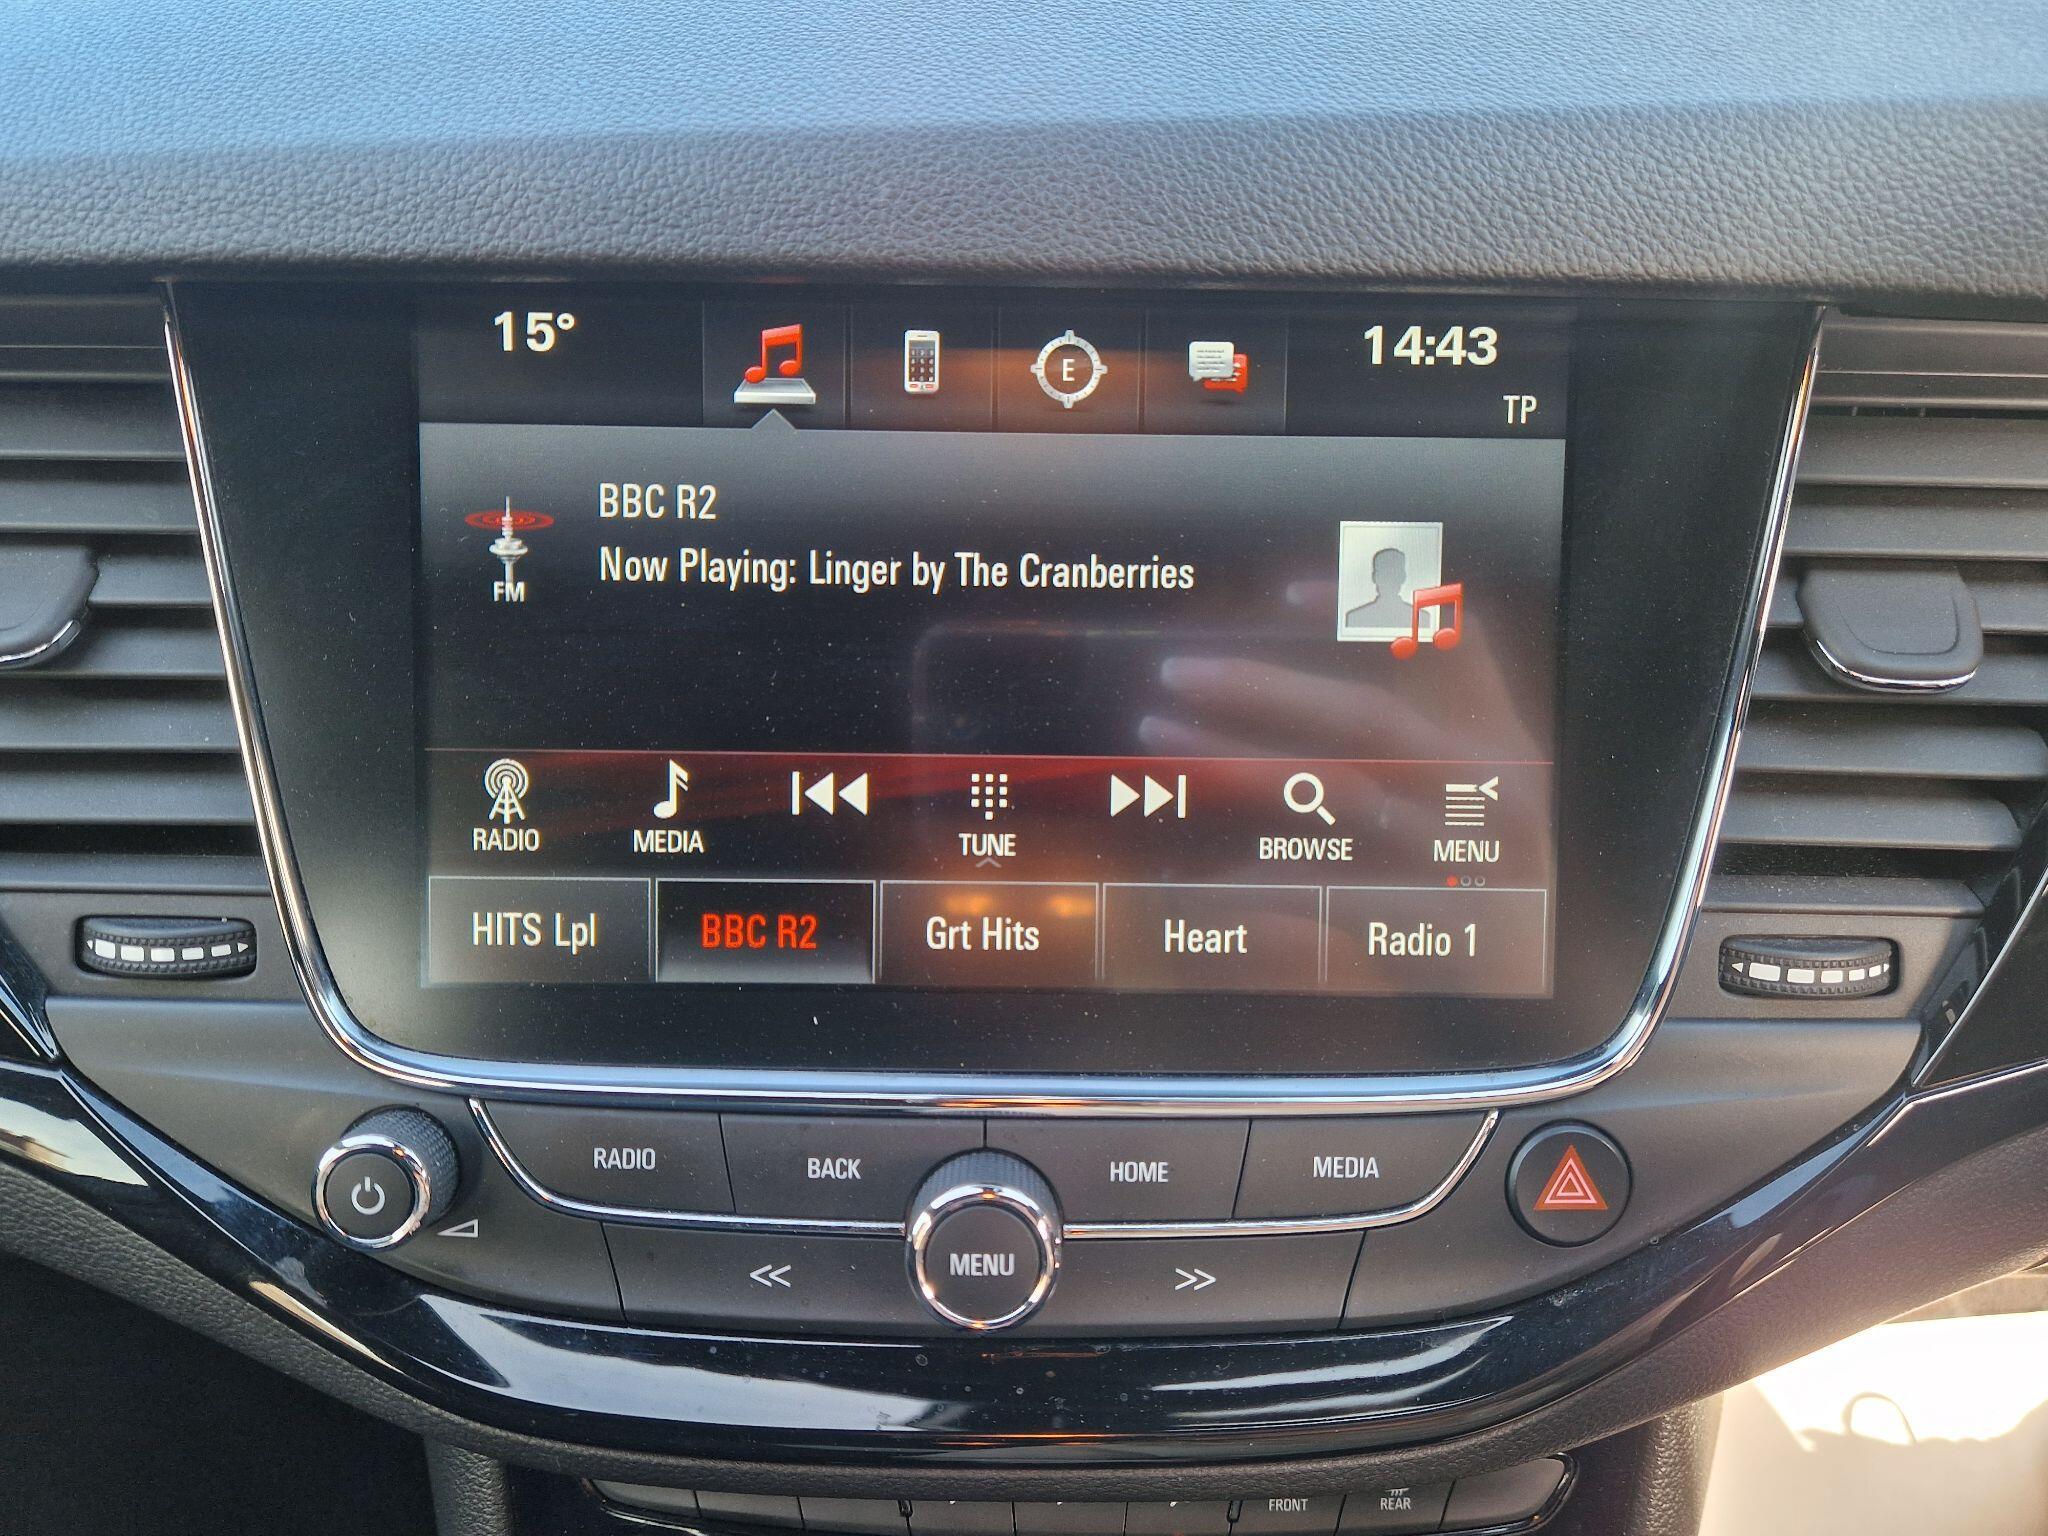 15°
E
14:43
TP
BBC R2
Now Playing: Linger by The Cranberries
FM
RADIO
MEDIA
TUNE
BROWSE
MENU
HITS Lpl
BBC R2
Grt Hits
Heart
Radio 1
RADIO
BACK
HOME
MEDIA
MENU
FRONT
REAR